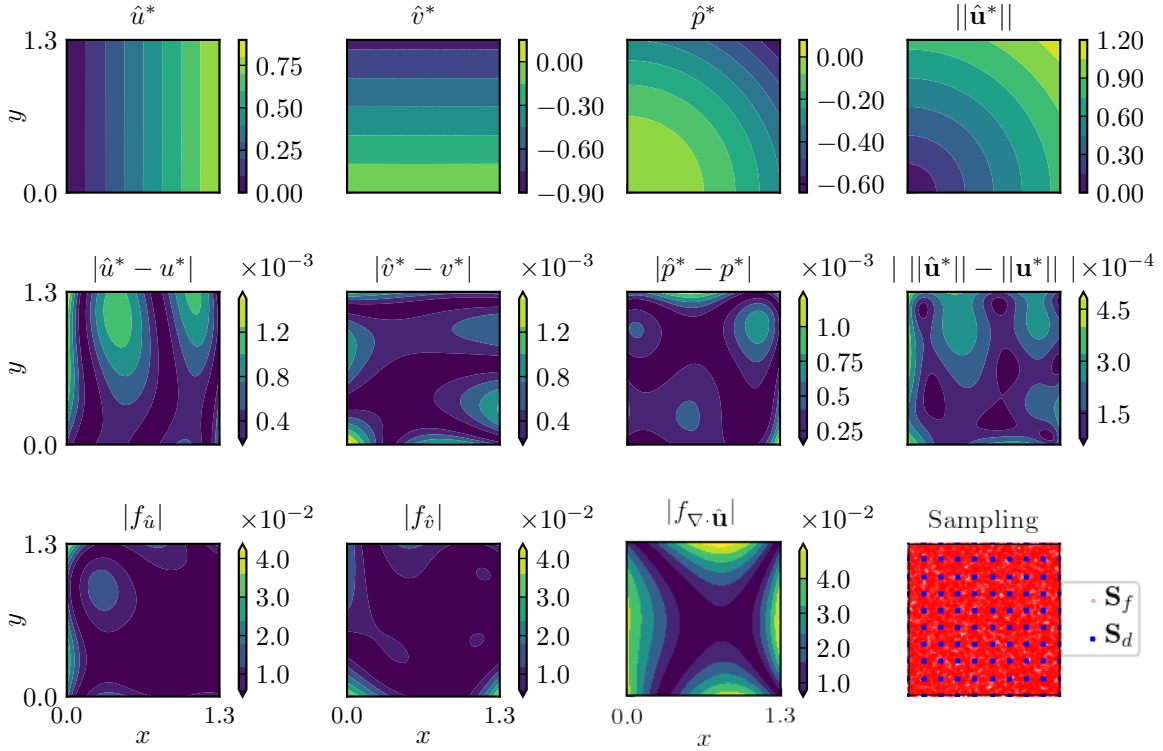 û* v̂* p̂* ||û*||
1.3 0.75 0.00 −0.20 1.20
y 0.50 −0.30 −0.40 0.90
0.25 −0.60 −0.60 0.60
0.0 0.00 −0.90 0.30
0.00
|û* − u*| ×10⁻³ |v̂* − v*| ×10⁻³ |p̂* − p*| ×10⁻³ | ||û*|| − ||u*|| | ×10⁻⁴
1.3 1.2 1.2 1.0 4.5
y 0.8 0.8 0.75 3.0
0.4 0.4 0.5 1.5
0.0 0.25
|f_û| ×10⁻² |f_v̂| ×10⁻² |f_∇·û| ×10⁻² Sampling
1.3 4.0 4.0 4.0
y 3.0 3.0 3.0 S_f
2.0 2.0 2.0 S_d
0.0 1.0 1.0 1.0
0.0 1.3 0.0 1.3 0.0 1.3
x x x